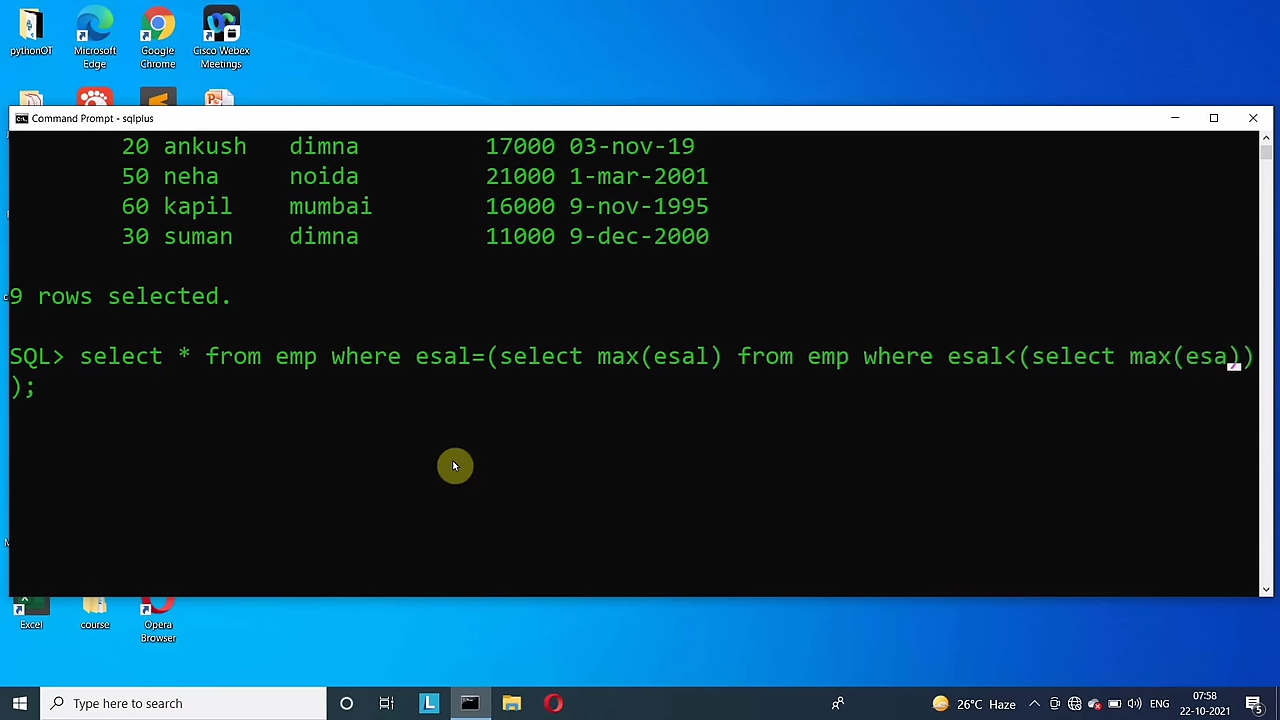 pythonOT
Microsoft Edge
Google Chrome
Cisco Webex Meetings
Command Prompt - sqlplus
20 ankush dimna 17000 03-nov-19
50 neha noida 21000 1-mar-2001
60 kapil mumbai 16000 9-nov-1995
30 suman dimna 11000 9-dec-2000
9 rows selected.
SQL> select * from emp where esal=(select max(esal) from emp where esal<(select max(esa))
);
Excel
course
Opera Browser
Type here to search
L
26°C Haze
ENG
07:58
22-10-2021
5